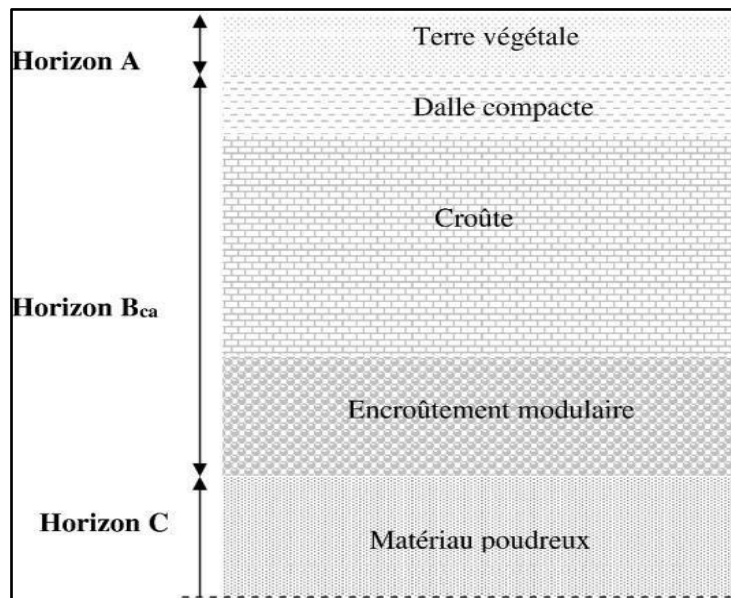 Terre végétale
Horizon A
Dalle compacte
Croûte
Horizon Bca
Encroûtement modulaire
Horizon C
Matériau poudreux